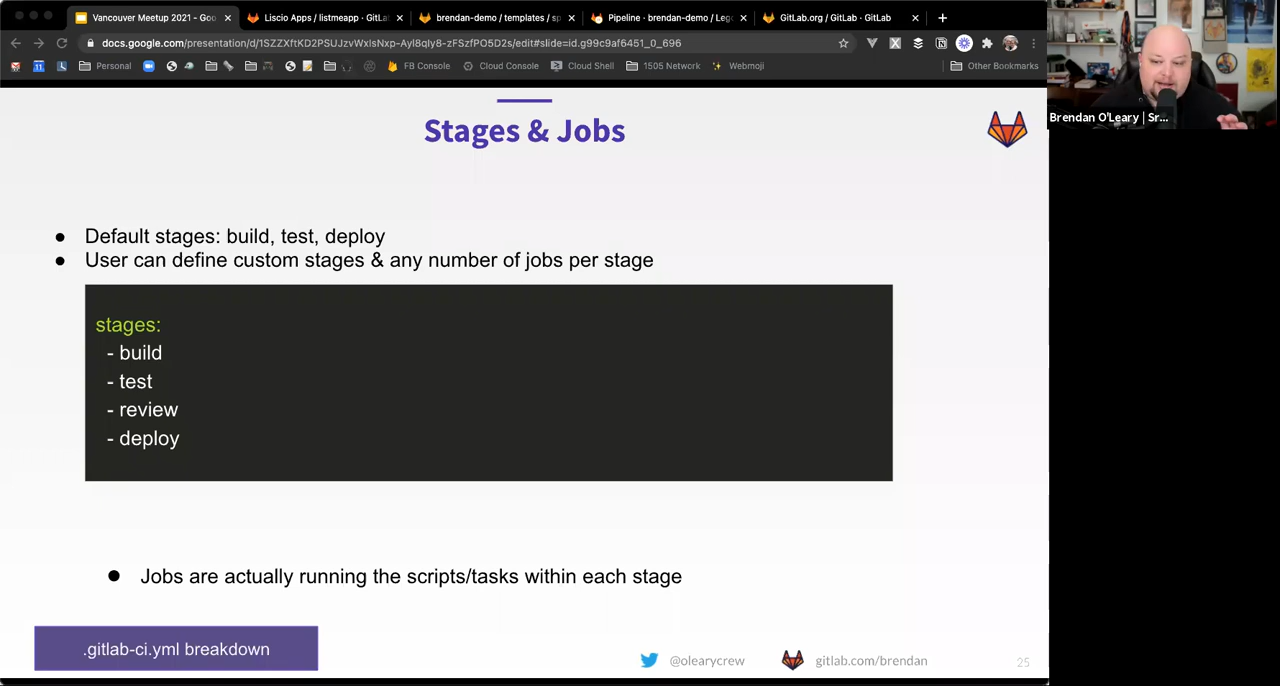 Vancouver Meetup 2021 - Goo
Liscio Apps / listmeapp · GitLa
brendan-demo / templates / sp
Pipeline · brendan-demo / Leg
GitLab.org / GitLab · GitLab
docs.google.com/presentation/d/1SZZXftKD2PSUJzvWxIsNxp-AyI8qIy8-zFSzfPO5D2s/edit#slide=id.g99c9af6451_0_696
Personal
FB Console
Cloud Console
Cloud Shell
1505 Network
Webmoji
Other Bookmarks
Brendan O'Leary | Sr...
Stages & Jobs
● Default stages: build, test, deploy
● User can define custom stages & any number of jobs per stage
stages:
- build
- test
- review
- deploy
● Jobs are actually running the scripts/tasks within each stage
.gitlab-ci.yml breakdown
@olearycrew
gitlab.com/brendan
25